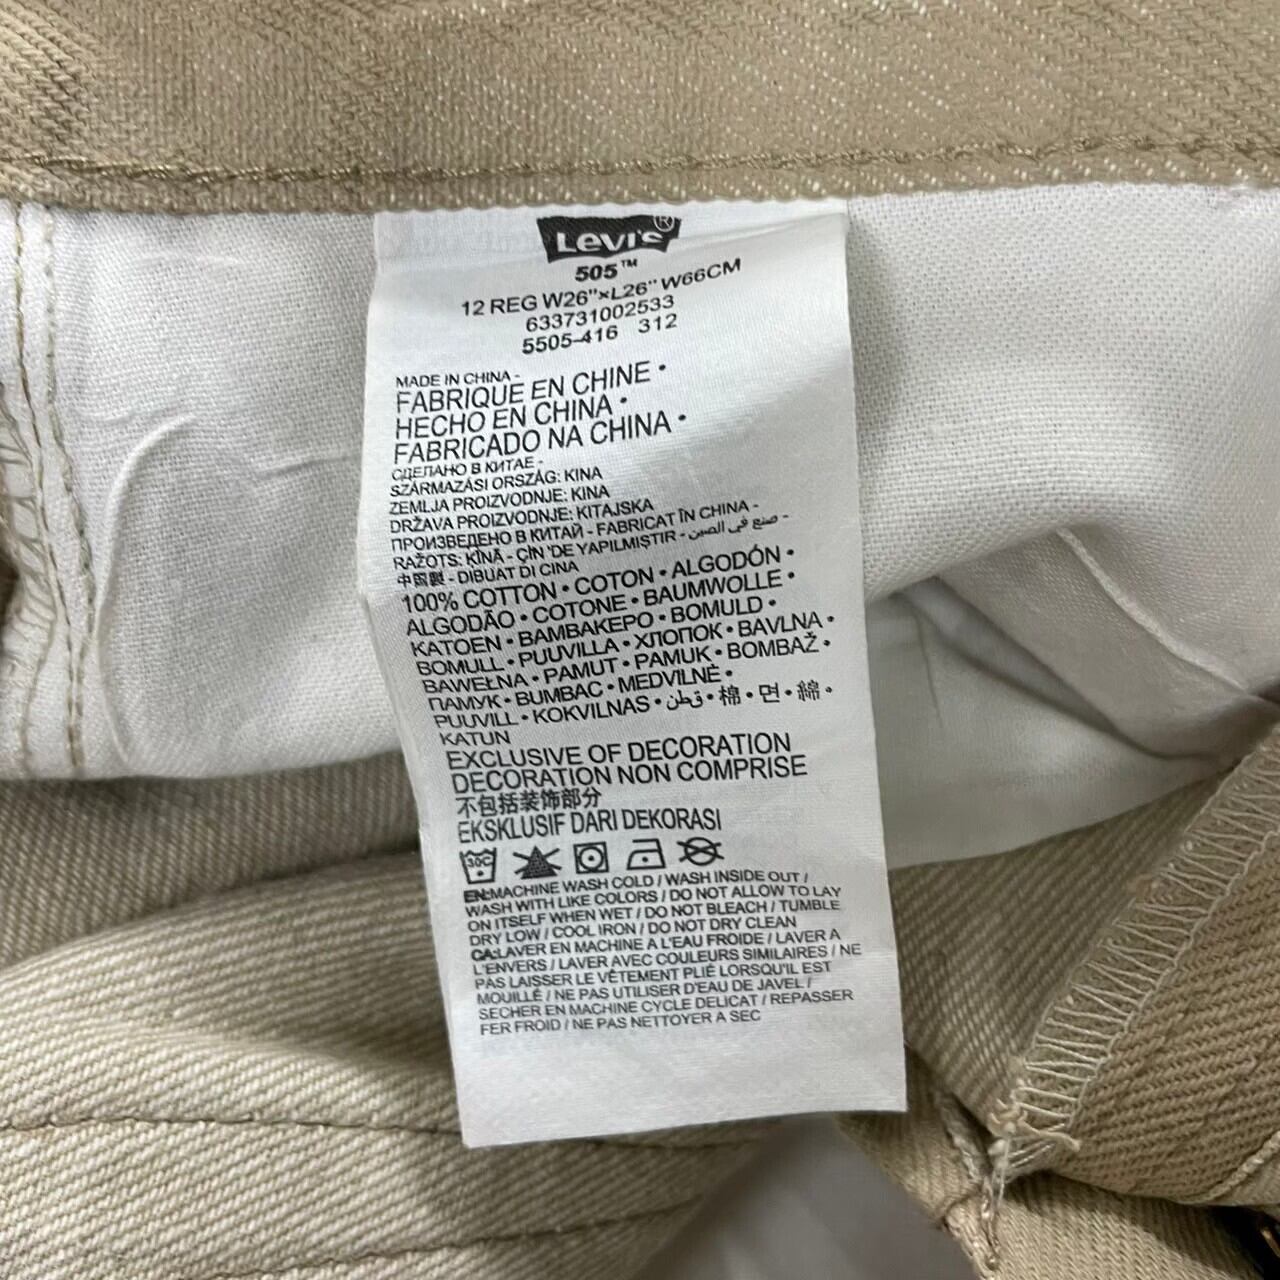 Levi's®
505™
12 REG W26"×L26" W66CM
633731002533
5505-416 312
MADE IN CHINA -
FABRIQUE EN CHINE •
HECHO EN CHINA •
FABRICADO NA CHINA •
СДЕЛАНО В КИТАЕ -
SZÁRMAZÁSI ORSZÁG: KINA
ZEMLJA PROIZVODNJE: KINA
DRŽAVA PROIZVODNJE: KITAJSKA
ПРОИЗВЕДЕНО В КИТАЙ - FABRICAT ÎN CHINA -
RAŽOTS: ĶĪNĀ - ÇİN 'DE YAPILMIŞTIR - صنع في الصين -
中國製 - DIBUAT DI CINA
100% COTTON • COTON • ALGODÓN •
ALGODÃO • COTONE • BAUMWOLLE •
KATOEN • ΒΑΜΒΑΚΕΡΟ • BOMULD •
BOMULL • PUUVILLA • ХЛОПОК • BAVLNA •
BAWEŁNA • PAMUT • PAMUK • BOMBAŽ •
ПАМУК • BUMBAC • MEDVILNĖ •
PUUVILL • KOKVILNAS • قطن • 棉 • 면 • 綿 •
KATUN
EXCLUSIVE OF DECORATION
DECORATION NON COMPRISE
不包括装饰部分
EKSKLUSIF DARI DEKORASI
30C
EN:MACHINE WASH COLD / WASH INSIDE OUT /
WASH WITH LIKE COLORS / DO NOT ALLOW TO LAY
ON ITSELF WHEN WET / DO NOT BLEACH / TUMBLE
DRY LOW / COOL IRON / DO NOT DRY CLEAN
CA:LAVER EN MACHINE A L'EAU FROIDE / LAVER A
L'ENVERS / LAVER AVEC COULEURS SIMILAIRES / NE
PAS LAISSER LE VÊTEMENT PLIÉ LORSQU'IL EST
MOUILLÉ / NE PAS UTILISER D'EAU DE JAVEL /
SECHER EN MACHINE CYCLE DELICAT / REPASSER
FER FROID / NE PAS NETTOYER A SEC